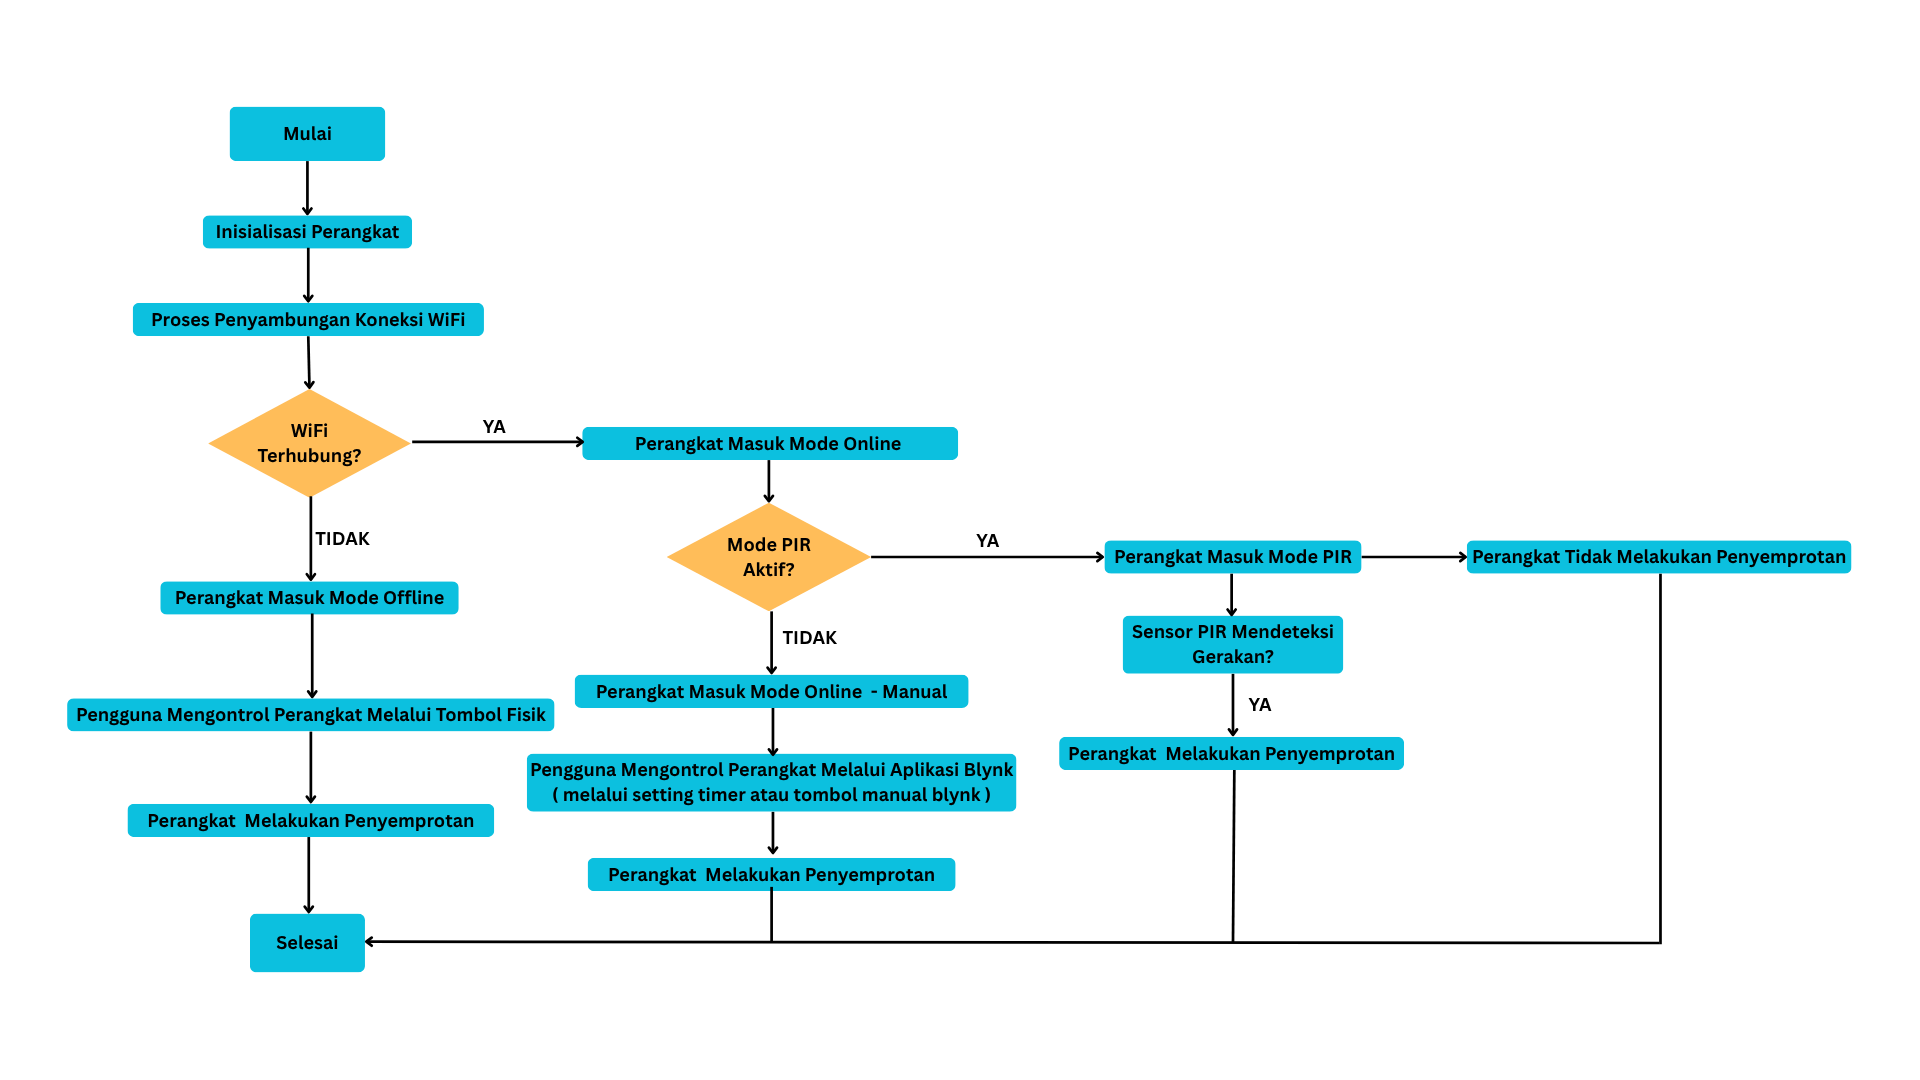 Mulai
Inisialisasi Perangkat
Proses Penyambungan Koneksi WiFi
WiFi
Terhubung?
YA
TIDAK
Perangkat Masuk Mode Offline
Pengguna Mengontrol Perangkat Melalui Tombol Fisik
Perangkat Melakukan Penyemprotan
Selesai
Perangkat Masuk Mode Online
Mode PIR
Aktif?
YA
TIDAK
Perangkat Masuk Mode Online - Manual
Pengguna Mengontrol Perangkat Melalui Aplikasi Blynk
( melalui setting timer atau tombol manual blynk )
Perangkat Melakukan Penyemprotan
Perangkat Masuk Mode PIR
Sensor PIR Mendeteksi
Gerakan?
YA
Perangkat Melakukan Penyemprotan
Perangkat Tidak Melakukan Penyemprotan